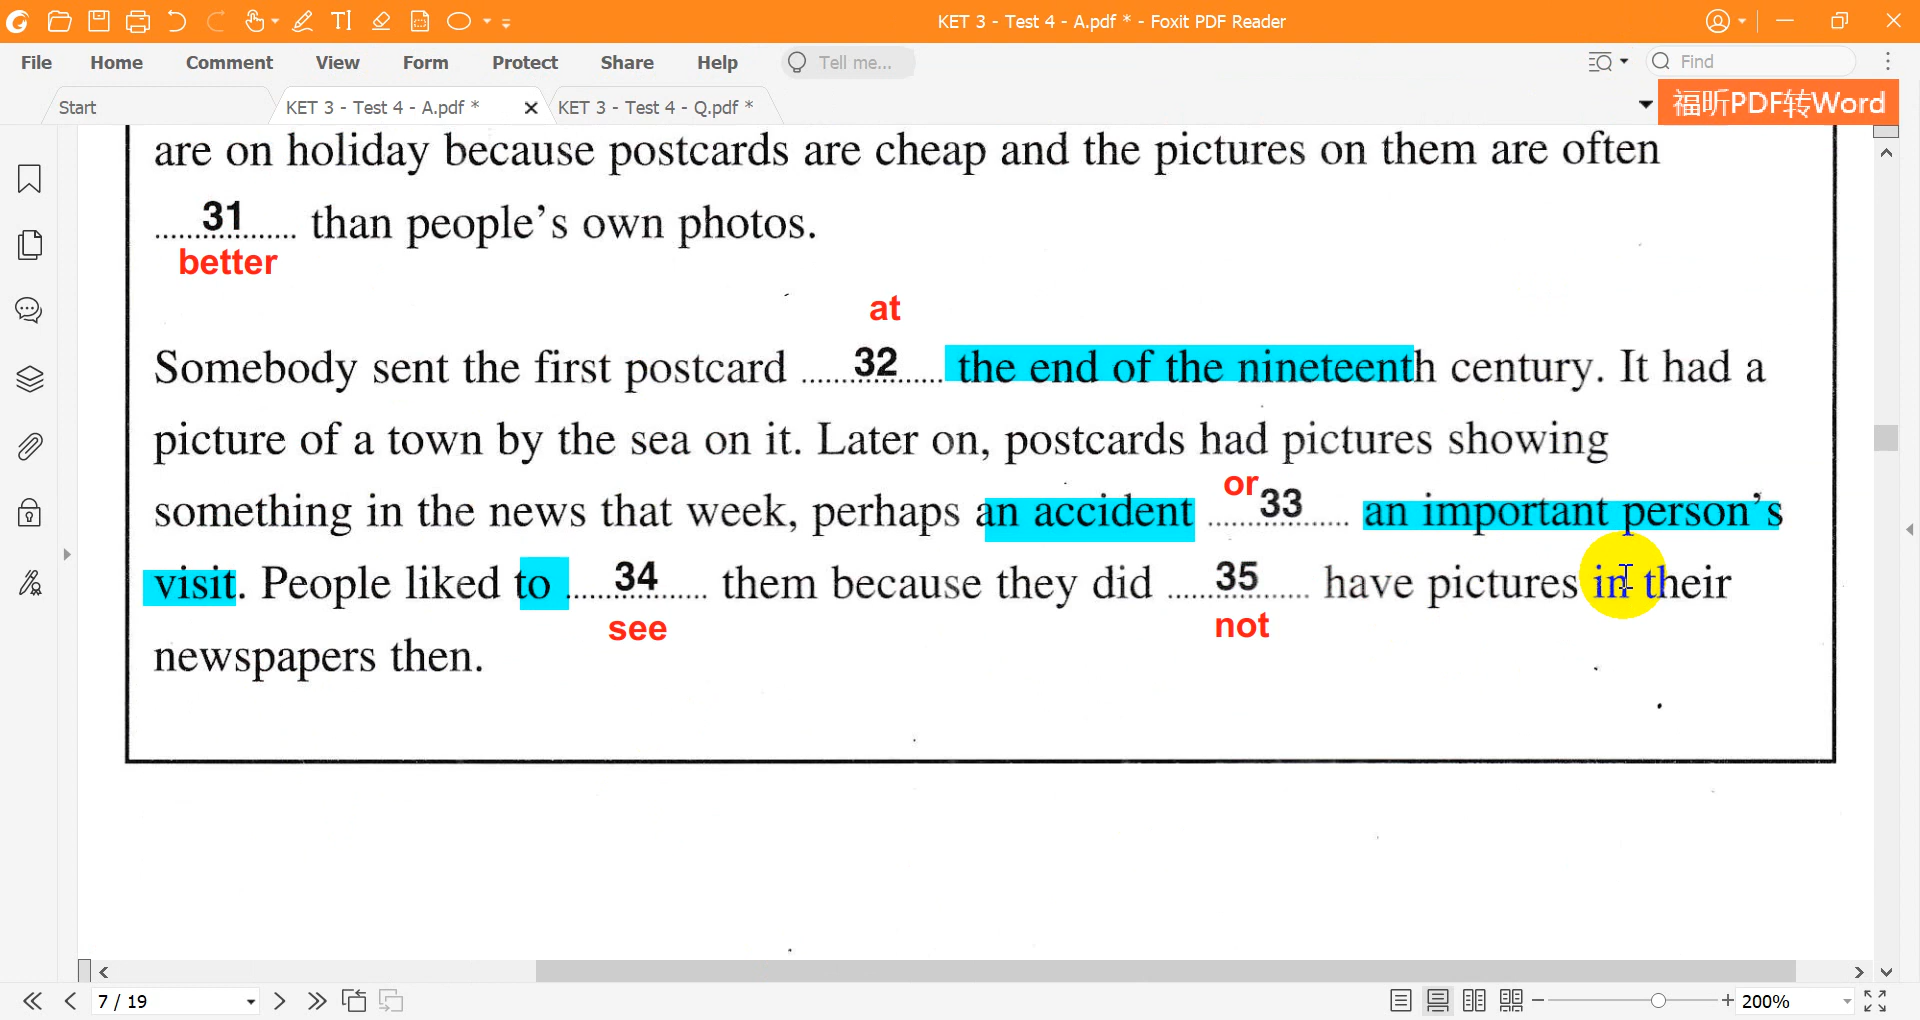 KET 3 - Test 4 - A.pdf * - Foxit PDF Reader
File Home Comment View Form Protect Share Help Tell me... Find
Start KET 3 - Test 4 - A.pdf * KET 3 - Test 4 - Q.pdf * 福昕PDF转Word
are on holiday because postcards are cheap and the pictures on them are often
31 than people's own photos.
better
at
Somebody sent the first postcard 32 the end of the nineteenth century. It had a
picture of a town by the sea on it. Later on, postcards had pictures showing
or
something in the news that week, perhaps an accident 33 an important person's
visit. People liked to 34 them because they did 35 have pictures in their
see not
newspapers then.
7 / 19 200%